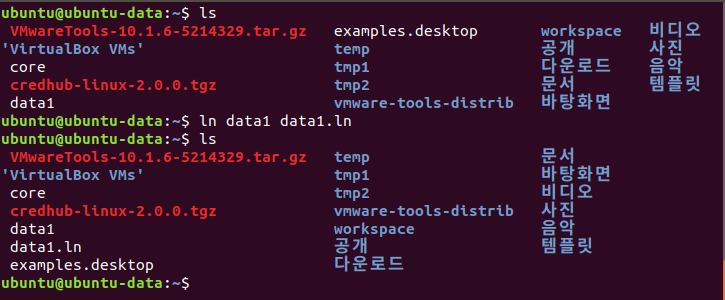 ubuntu@ubuntu-data:~$ ls
VMwareTools-10.1.6-5214329.tar.gz examples.desktop workspace 비디오
'VirtualBox VMs' temp 공개 사진
core tmp1 다운로드 음악
credhub-linux-2.0.0.tgz tmp2 문서 템플릿
data1 vmware-tools-distrib 바탕화면
ubuntu@ubuntu-data:~$ ln data1 data1.ln
ubuntu@ubuntu-data:~$ ls
VMwareTools-10.1.6-5214329.tar.gz temp 문서
'VirtualBox VMs' tmp1 바탕화면
core tmp2 비디오
credhub-linux-2.0.0.tgz vmware-tools-distrib 사진
data1 workspace 음악
data1.ln 공개 템플릿
examples.desktop 다운로드
ubuntu@ubuntu-data:~$